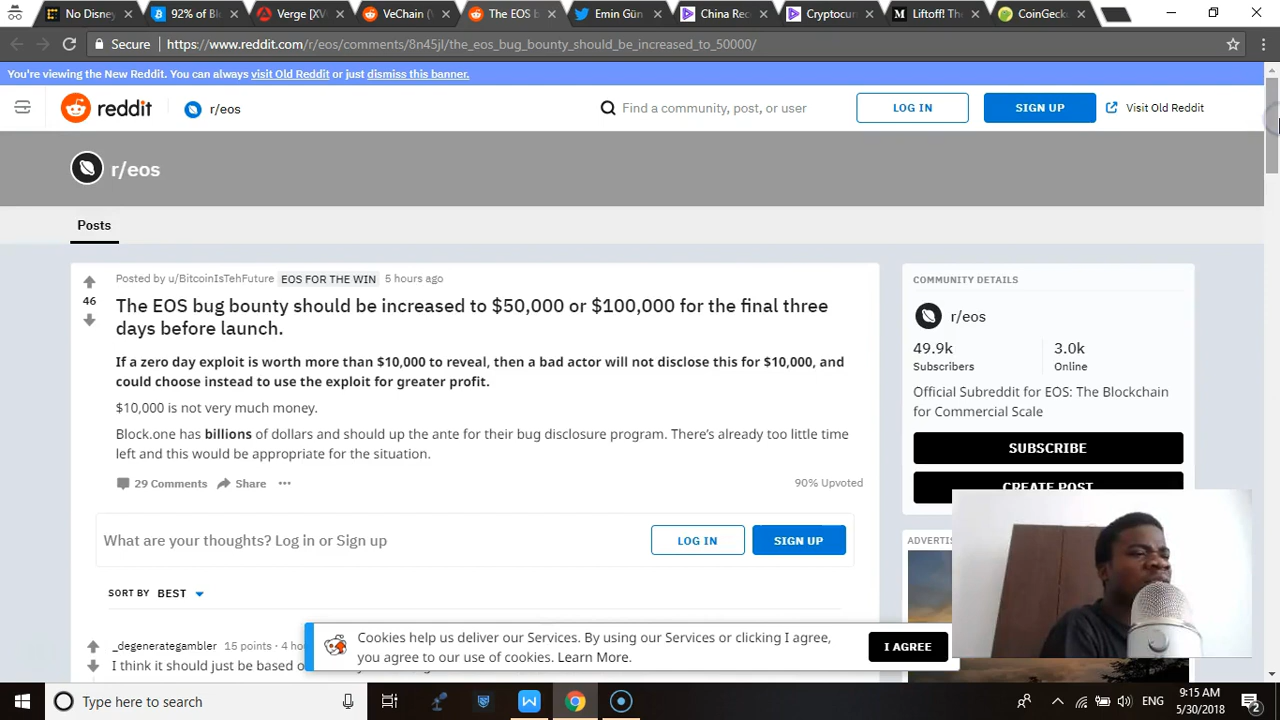 No Disney
92% of Bl
Verge [XV
VeChain (V
The EOS b
Emin Gün
China Rec
Cryptocur
Liftoff! The
CoinGeck
Secure
https://www.reddit.com/r/eos/comments/8n45jl/the_eos_bug_bounty_should_be_increased_to_50000/
You're viewing the New Reddit. You can always visit Old Reddit or just dismiss this banner.
reddit
r/eos
Find a community, post, or user
LOG IN
SIGN UP
Visit Old Reddit
r/eos
Posts
46
Posted by u/BitcoinIsTehFuture EOS FOR THE WIN 5 hours ago
The EOS bug bounty should be increased to $50,000 or $100,000 for the final three
days before launch.
If a zero day exploit is worth more than $10,000 to reveal, then a bad actor will not disclose this for $10,000, and
could choose instead to use the exploit for greater profit.
$10,000 is not very much money.
Block.one has billions of dollars and should up the ante for their bug disclosure program. There's already too little time
left and this would be appropriate for the situation.
29 Comments Share
90% Upvoted
What are your thoughts? Log in or Sign up
LOG IN
SIGN UP
SORT BY BEST
_degenerategambler 15 points · 4 ho
I think it should just be based o
COMMUNITY DETAILS
r/eos
49.9k
3.0k
Subscribers
Online
Official Subreddit for EOS: The Blockchain
for Commercial Scale
SUBSCRIBE
CREATE POST
ADVERTIS
Cookies help us deliver our Services. By using our Services or clicking I agree,
you agree to our use of cookies. Learn More.
I AGREE
Type here to search
ENG
9:15 AM
5/30/2018
2